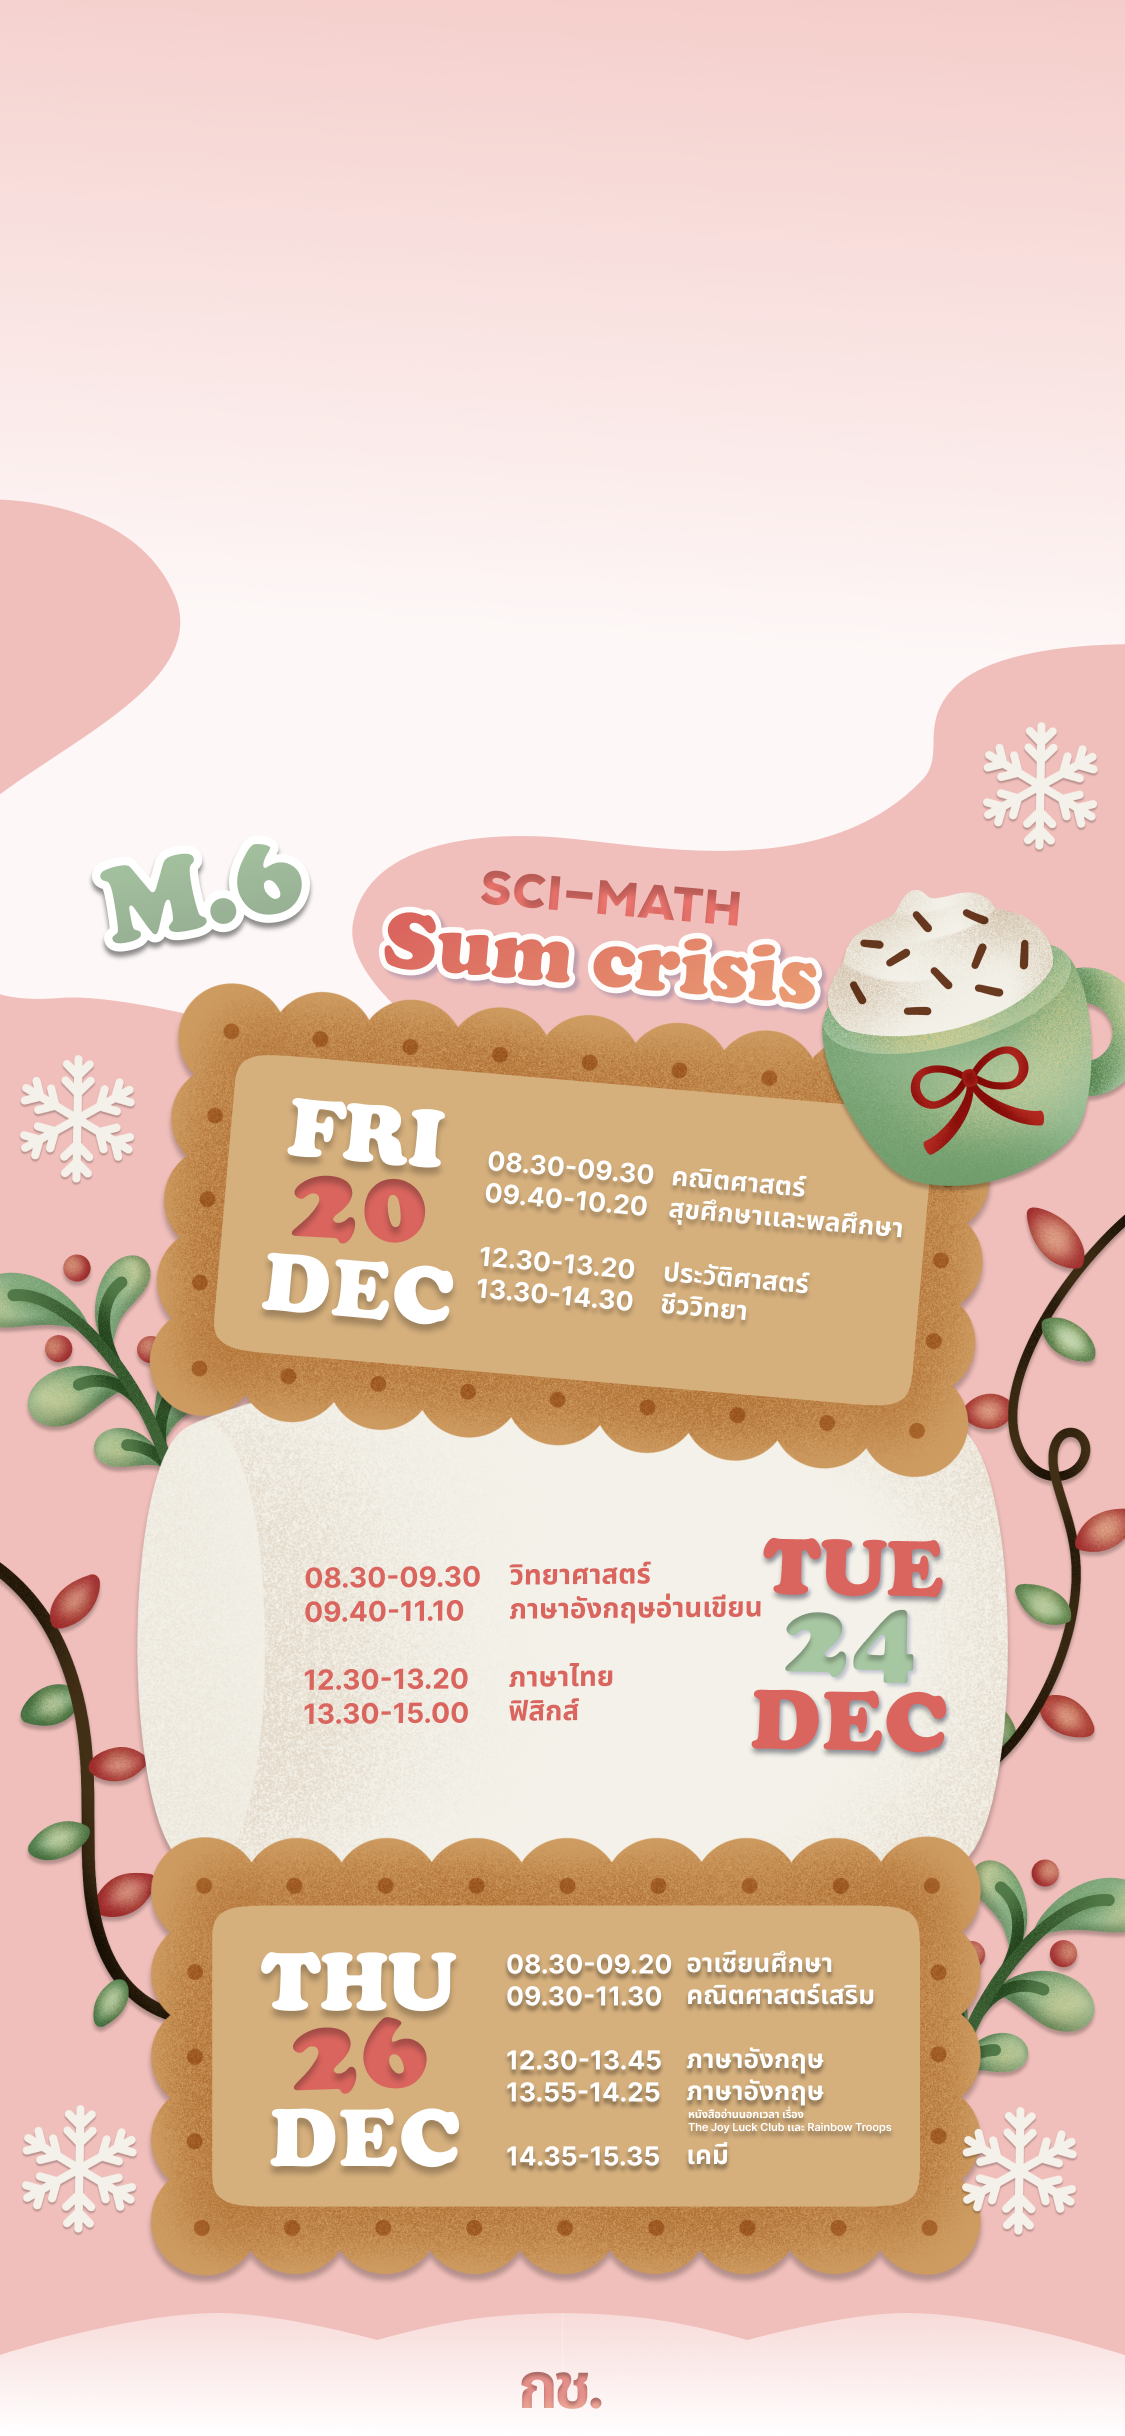 M.6
SCI-MATH
Sum crisis
FRI
20
DEC
08.30-09.30 คณิตศาสตร์
09.40-10.20 สุขศึกษาและพลศึกษา
12.30-13.20 ประวัติศาสตร์
13.30-14.30 ชีววิทยา
08.30-09.30 วิทยาศาสตร์
09.40-11.10 ภาษาอังกฤษอ่านเขียน
12.30-13.20 ภาษาไทย
13.30-15.00 ฟิสิกส์
TUE
24
DEC
THU
26
DEC
08.30-09.20 อาเซียนศึกษา
09.30-11.30 คณิตศาสตร์เสริม
12.30-13.45 ภาษาอังกฤษ
13.55-14.25 ภาษาอังกฤษ
หนังสืออ่านนอกเวลา เรื่อง
The Joy Luck Club และ Rainbow Troops
14.35-15.35 เคมี
กช.